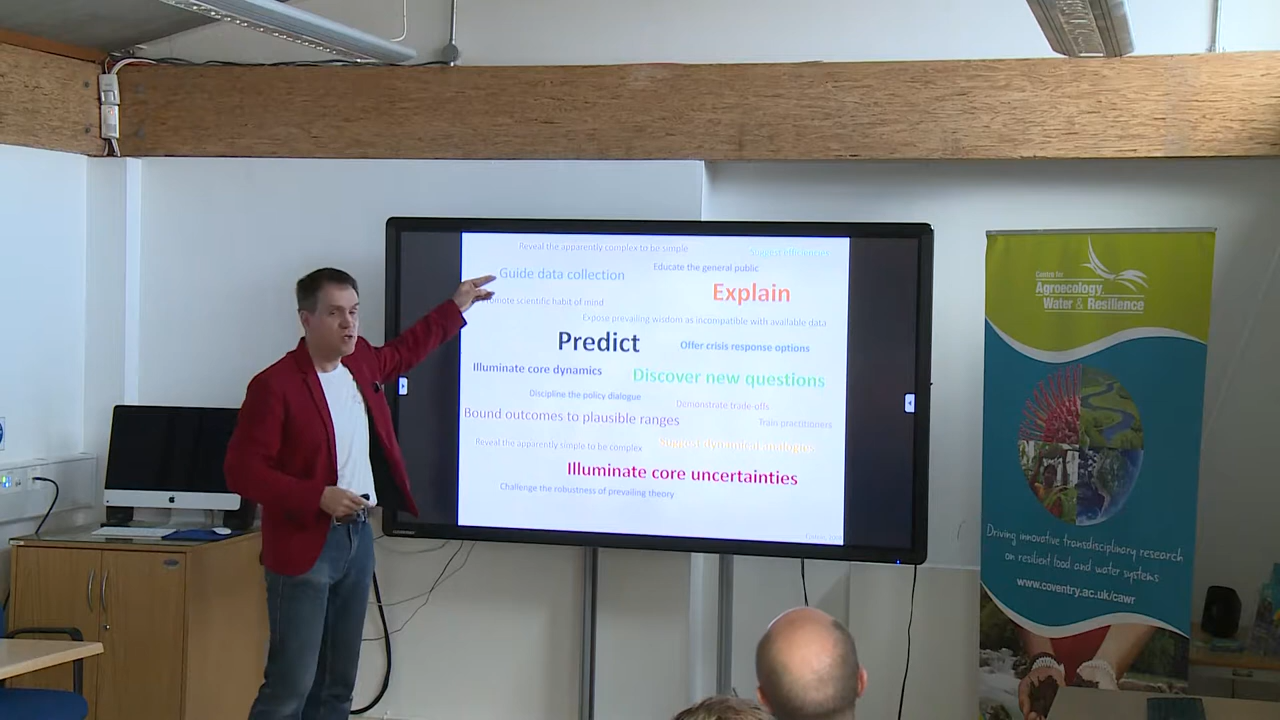 Reveal the apparently complex to be simple
Suggest efficiencies
Guide data collection
Educate the general public
Explain
Promote scientific habit of mind
Expose prevailing wisdom as incompatible with available data
Predict
Offer crisis response options
Illuminate core dynamics
Discover new questions
Discipline the policy dialogue
Demonstrate trade-offs
Bound outcomes to plausible ranges
Train practitioners
Reveal the apparently simple to be complex
Suggest dynamical analogies
Illuminate core uncertainties
Challenge the robustness of prevailing theory
Centre for
Agroecology,
Water & Resilience
Driving innovative transdisciplinary research
on resilient food and water systems
www.coventry.ac.uk/cawr